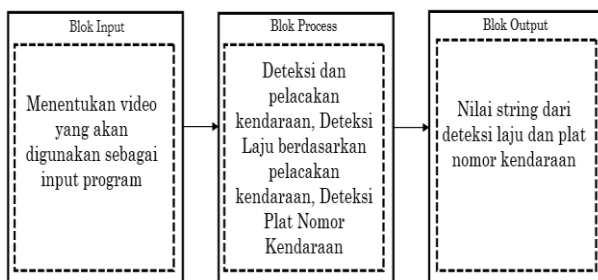 Blok Input
Menentukan video
yang akan
digunakan sebagai
input program
Blok Process
Deteksi dan
pelacakan
kendaraan, Deteksi
Laju berdasarkan
pelacakan
kendaraan, Deteksi
Plat Nomor
Kendaraan
Blok Output
Nilai string dari
deteksi laju dan plat
nomor kendaraan